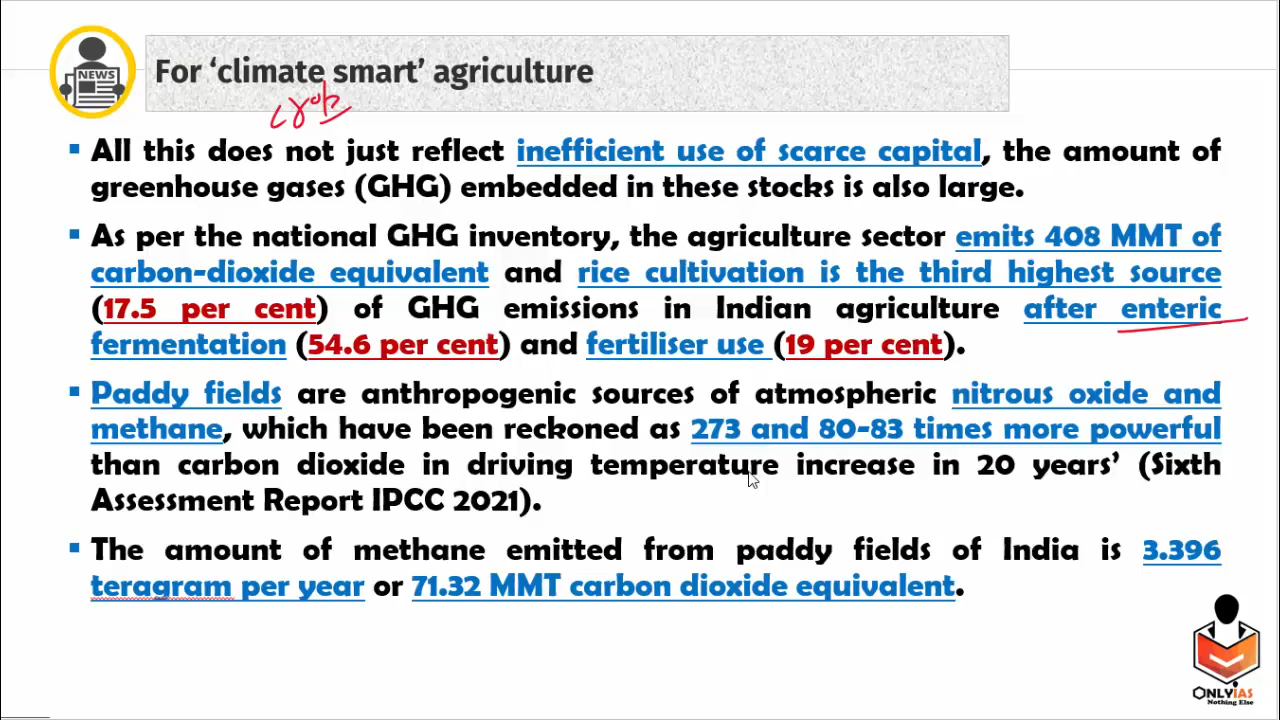 NEWS
For ‘climate smart’ agriculture
crop
▪ All this does not just reflect inefficient use of scarce capital, the amount of
greenhouse gases (GHG) embedded in these stocks is also large.
▪ As per the national GHG inventory, the agriculture sector emits 408 MMT of
carbon-dioxide equivalent and rice cultivation is the third highest source
(17.5 per cent) of GHG emissions in Indian agriculture after enteric
fermentation (54.6 per cent) and fertiliser use (19 per cent).
▪ Paddy fields are anthropogenic sources of atmospheric nitrous oxide and
methane, which have been reckoned as 273 and 80-83 times more powerful
than carbon dioxide in driving temperature increase in 20 years’ (Sixth
Assessment Report IPCC 2021).
▪ The amount of methane emitted from paddy fields of India is 3.396
teragram per year or 71.32 MMT carbon dioxide equivalent.
ONLYIAS
Nothing Else